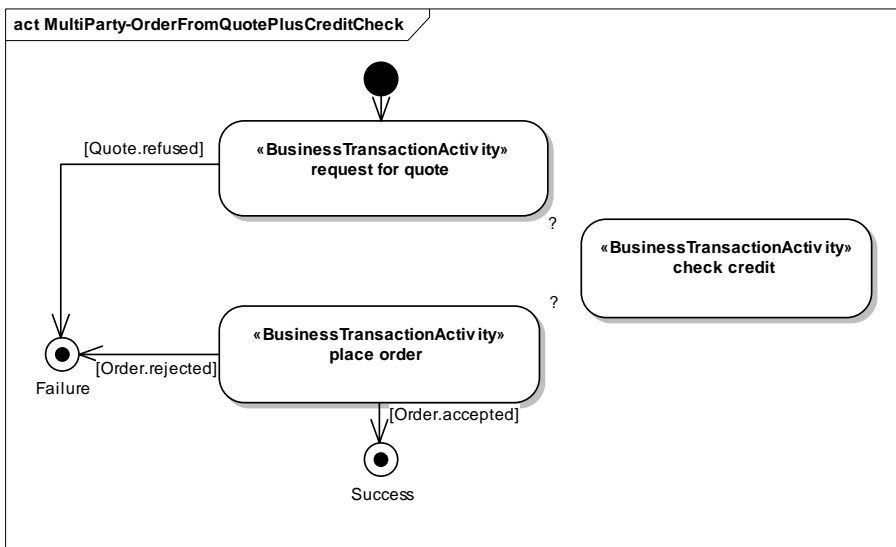 act MultiParty-OrderFromQuotePlusCreditCheck
[Quote.refused]
«BusinessTransactionActivity»
request for quote
?
«BusinessTransactionActivity»
check credit
?
«BusinessTransactionActivity»
place order
[Order.rejected]
Failure
[Order.accepted]
Success